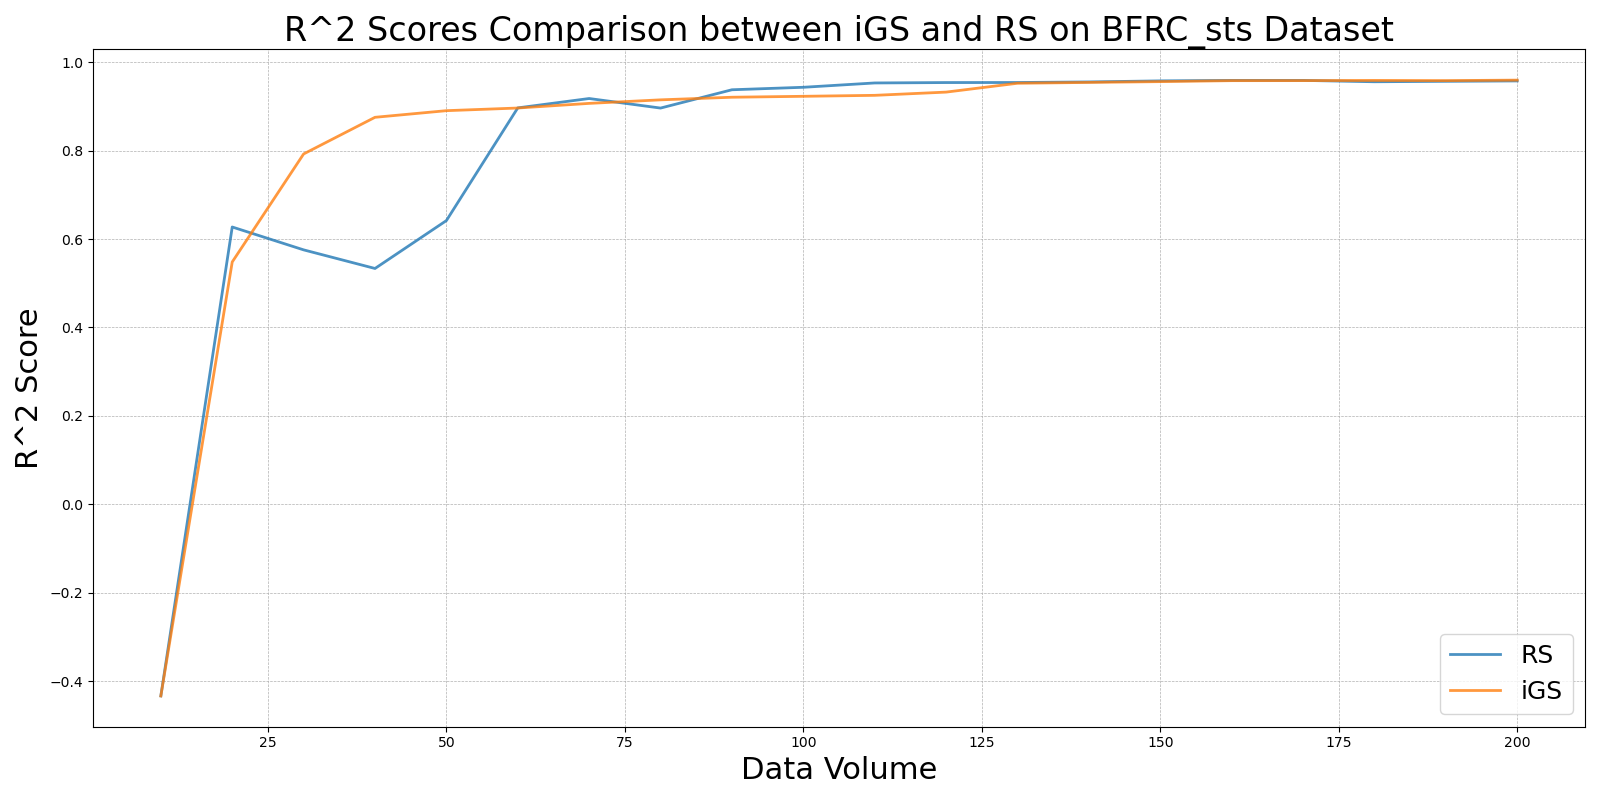 R^2 Scores Comparison between iGS and RS on BFRC_sts Dataset
R^2 Score
1.0
0.8
0.6
0.4
0.2
0.0
−0.2
−0.4
25 50 75 100 125 150 175 200
Data Volume
RS
iGS